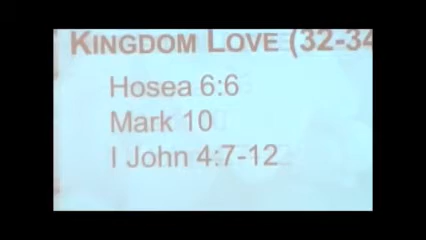 KINGDOM LOVE (32-34
Hosea 6:6
Mark 10
I John 4:7-12